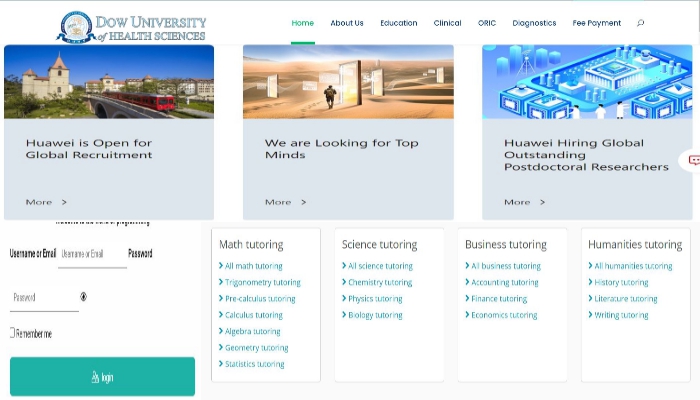 DOW UNIVERSITY
of HEALTH SCIENCES
Home About Us Education Clinical ORIC Diagnostics Fee Payment
Huawei is Open for
Global Recruitment
More >
We are Looking for Top
Minds
More >
Huawei Hiring Global
Outstanding
Postdoctoral Researchers
More >
Username or Email Username or Email Password
Password
Remember me
login
Math tutoring
All math tutoring
Trigonometry tutoring
Pre-calculus tutoring
Calculus tutoring
Algebra tutoring
Geometry tutoring
Statistics tutoring
Science tutoring
All science tutoring
Chemistry tutoring
Physics tutoring
Biology tutoring
Business tutoring
All business tutoring
Accounting tutoring
Finance tutoring
Economics tutoring
Humanities tutoring
All humanities tutoring
History tutoring
Literature tutoring
Writing tutoring